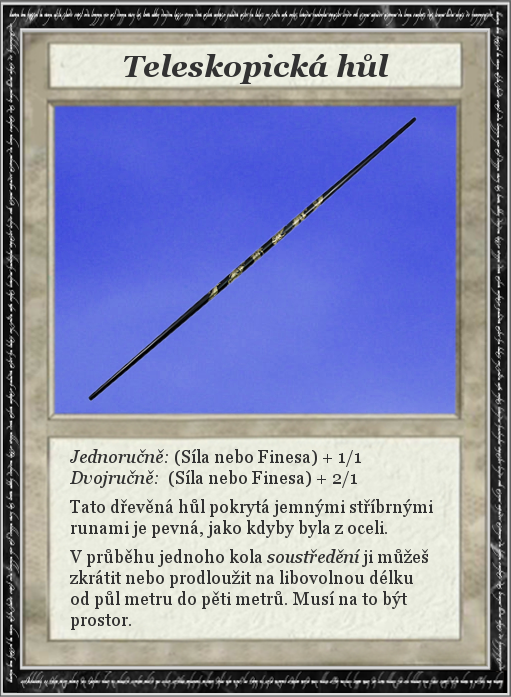 Teleskopická hůl
Jednoručně: (Síla nebo Finesa) + 1/1
Dvojručně: (Síla nebo Finesa) + 2/1
Tato dřevěná hůl pokrytá jemnými stříbrnými
runami je pevná, jako kdyby byla z oceli.
V průběhu jednoho kola soustředění ji můžeš
zkrátit nebo prodloužit na libovolnou délku
od půl metru do pěti metrů. Musí na to být
prostor.